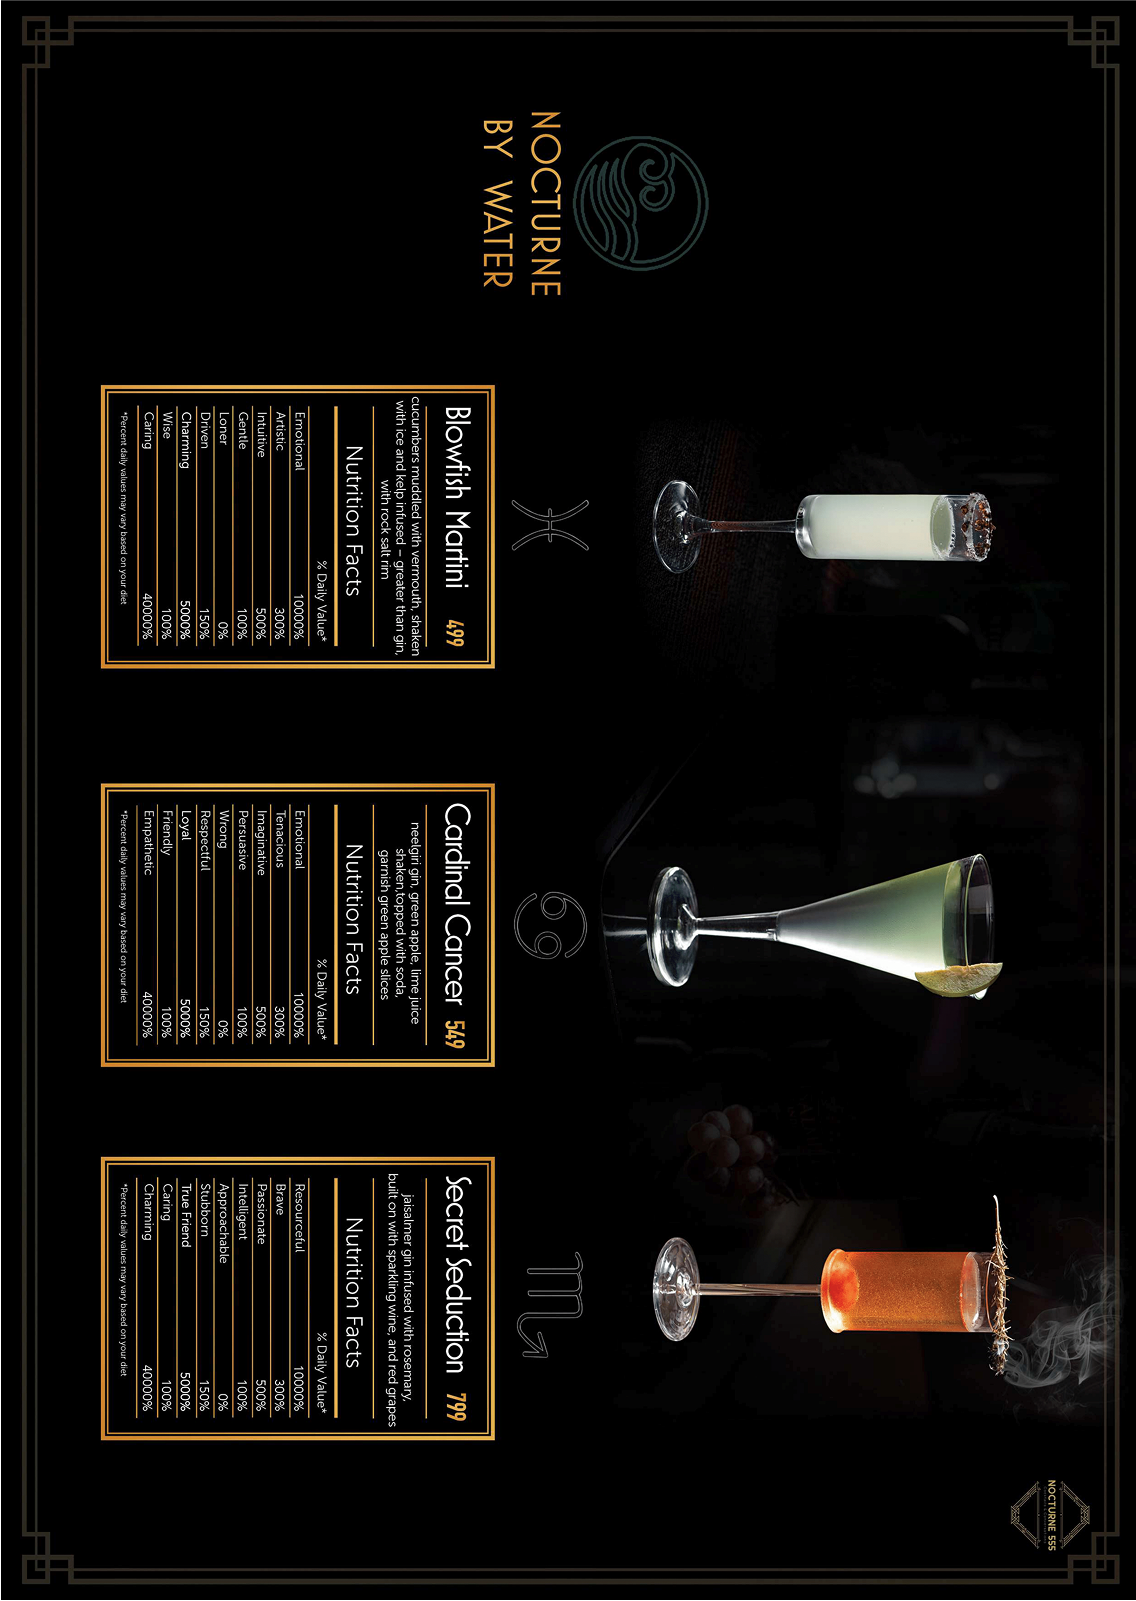 NOCTURNE
BY WATER
Blowfish Martini 499
cucumbers muddled with vermouth, shaken
with ice and kelp infused – greater than gin,
with rock salt rim
Nutrition Facts
% Daily Value*
Emotional 10000%
Artistic 300%
Intuitive 500%
Gentle 100%
Loner 0%
Driven 150%
Charming 5000%
Wise 100%
Caring 40000%
*Percent daily values may vary based on your diet
Cardinal Cancer 549
neelgiri gin, green apple, lime juice
shaken,topped with soda,
garnish green apple slices
Nutrition Facts
% Daily Value*
Emotional 10000%
Tenacious 300%
Imaginative 500%
Persuasive 100%
Wrong 0%
Respectful 150%
Loyal 5000%
Friendly 100%
Empathetic 40000%
*Percent daily values may vary based on your diet
Secret Seduction 799
jaisalmer gin infused with rosemary,
built on with sparkling wine, and red grapes
Nutrition Facts
% Daily Value*
Resourceful 10000%
Brave 300%
Passionate 500%
Intelligent 100%
Approachable 0%
Stubborn 150%
True Friend 5000%
Caring 100%
Charming 40000%
*Percent daily values may vary based on your diet
NOCTURNE 555